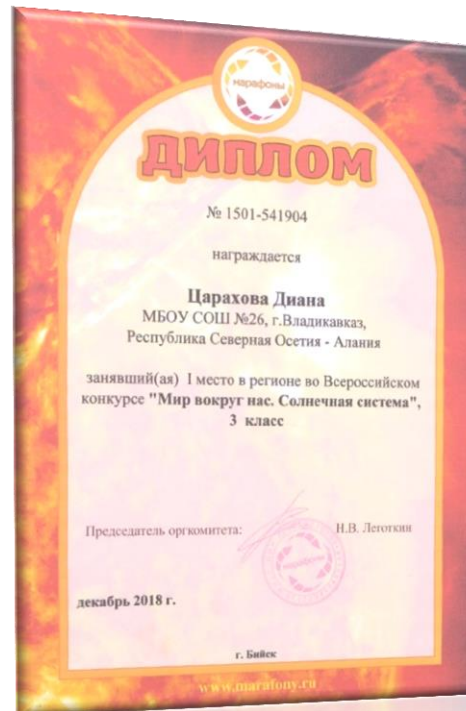 марафоны
ДИПЛОМ
№ 1501-541904
награждается
Царахова Диана
МБОУ СОШ №26, г.Владикавказ,
Республика Северная Осетия - Алания
занявший(ая) I место в регионе во Всероссийском
конкурсе "Мир вокруг нас. Солнечная система",
3 класс
Председатель оргкомитета: Н.В. Леготкин
марафоны
декабрь 2018 г.
г. Бийск
www.marafony.ru